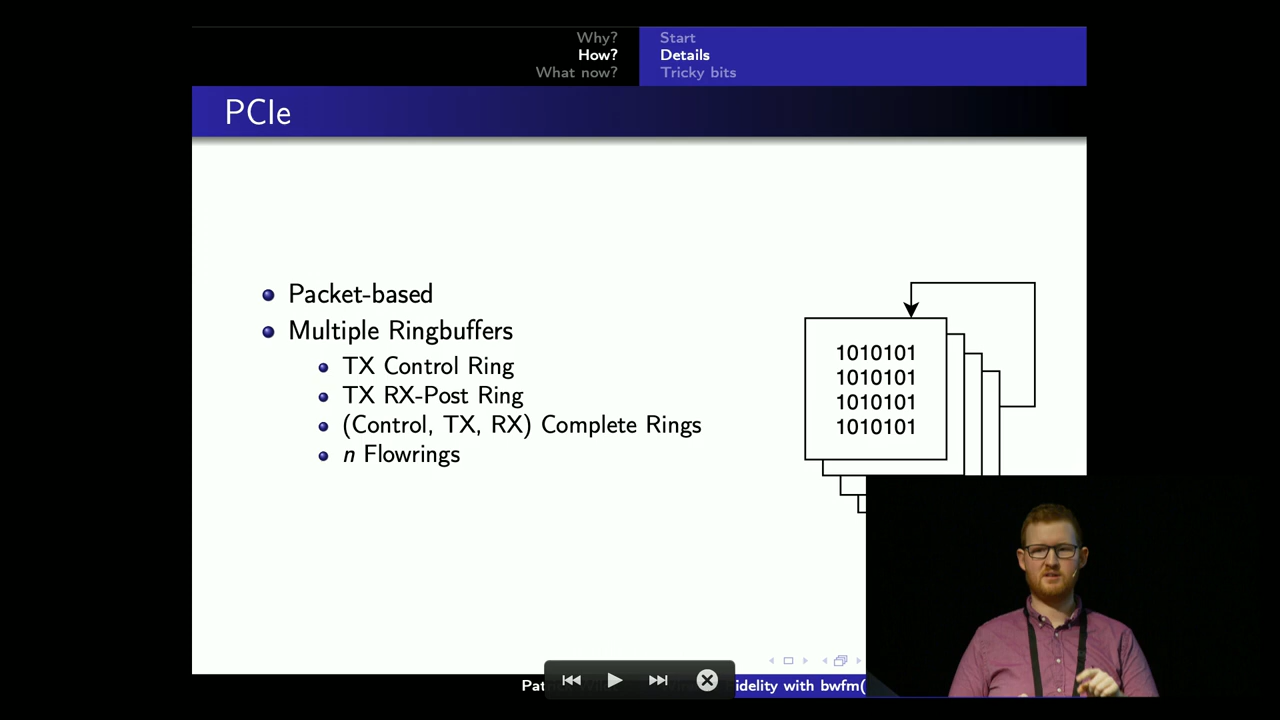 Why?
How?
What now?
Start
Details
Tricky bits
PCIe
Packet-based
Multiple Ringbuffers
TX Control Ring
TX RX-Post Ring
(Control, TX, RX) Complete Rings
n Flowrings
1010101
1010101
1010101
1010101
idelity with bwfm(